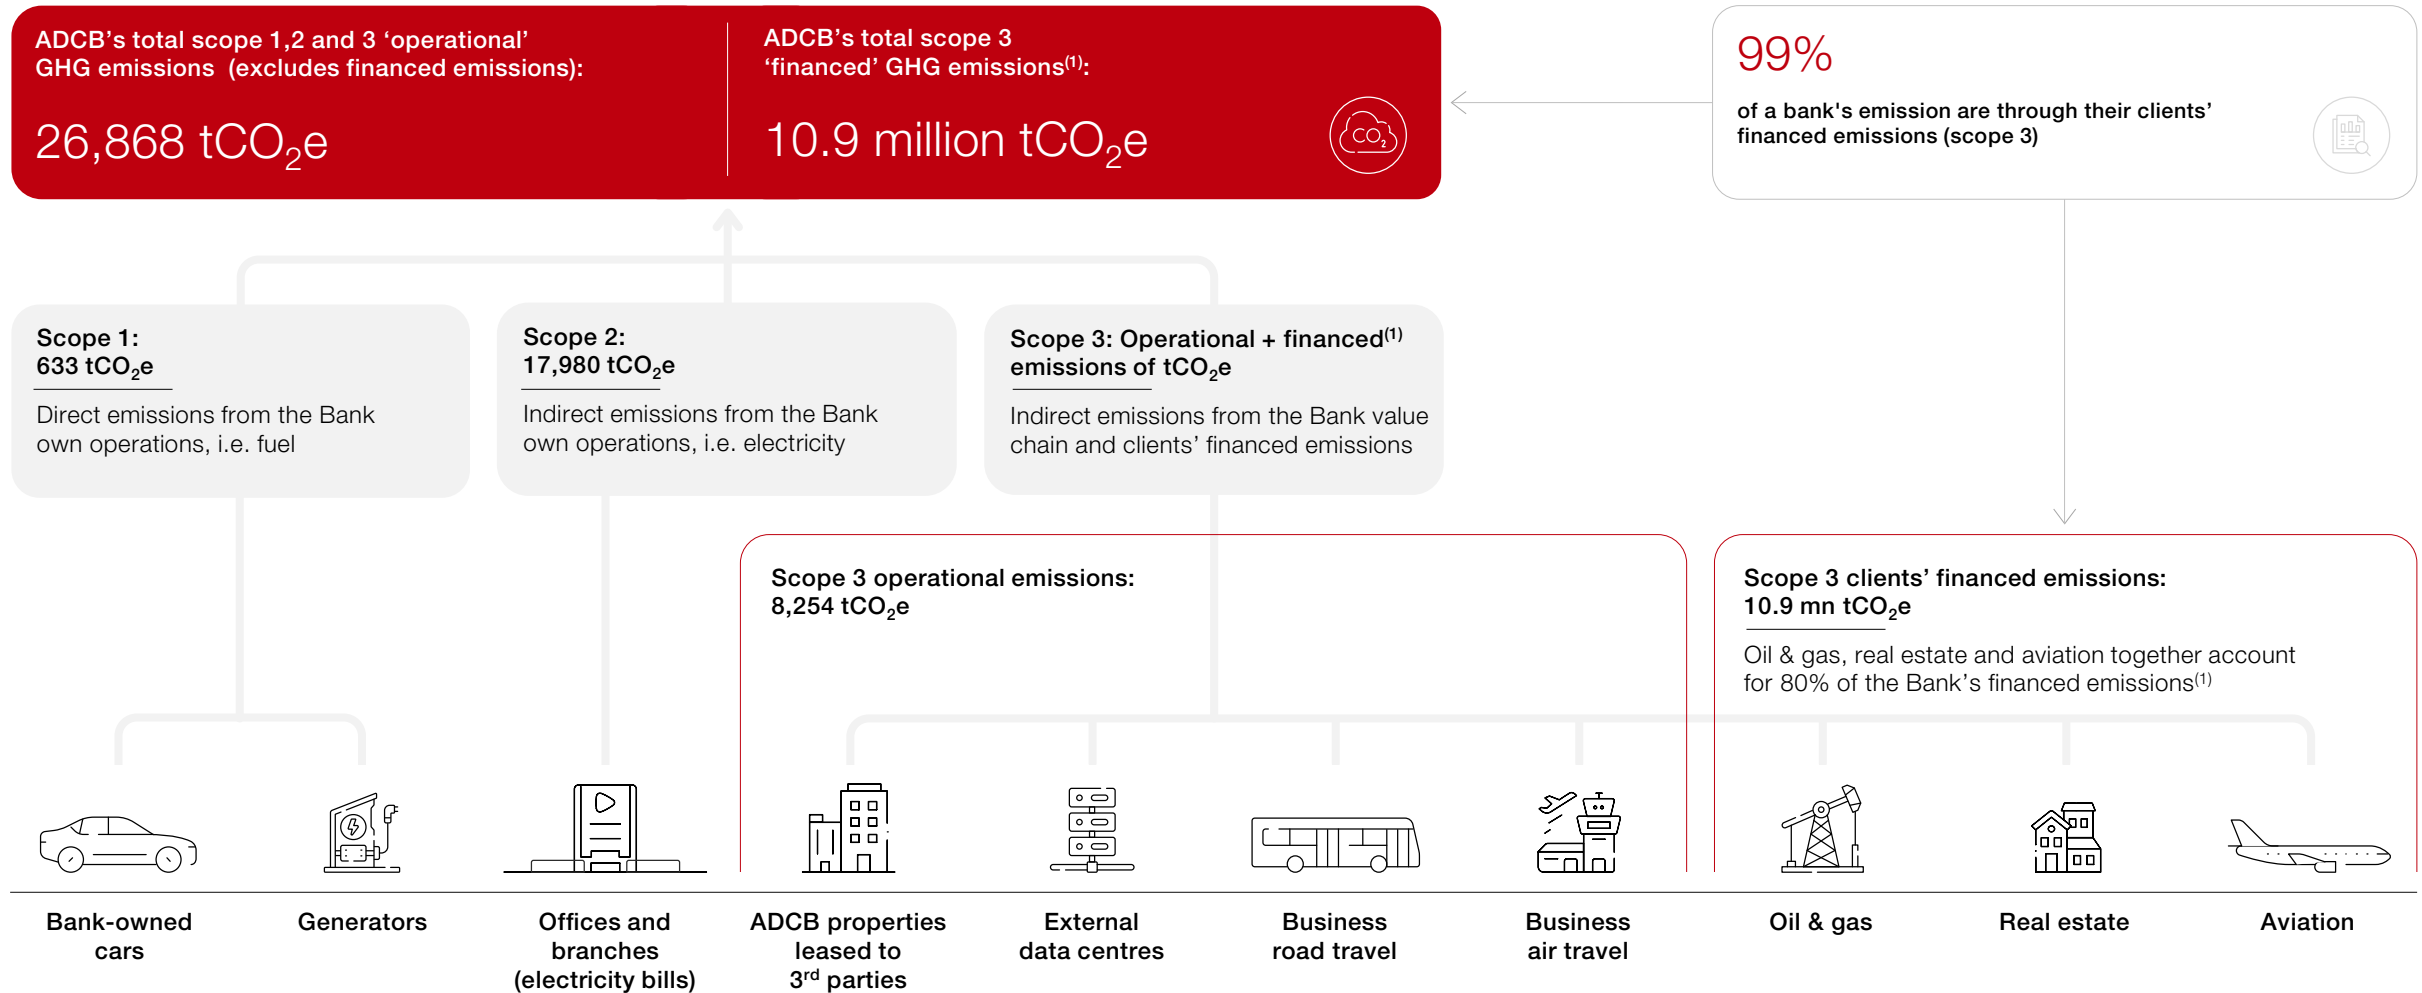 ADCB’s total scope 1,2 and 3 ‘operational’
GHG emissions (excludes financed emissions):
26,868 tCO₂e
ADCB’s total scope 3
‘financed’ GHG emissions⁽¹⁾:
10.9 million tCO₂e
CO₂
99%
of a bank's emission are through their clients’
financed emissions (scope 3)
Scope 1:
633 tCO₂e
Direct emissions from the Bank
own operations, i.e. fuel
Scope 2:
17,980 tCO₂e
Indirect emissions from the Bank
own operations, i.e. electricity
Scope 3: Operational + financed⁽¹⁾
emissions of tCO₂e
Indirect emissions from the Bank value
chain and clients’ financed emissions
Scope 3 operational emissions:
8,254 tCO₂e
Scope 3 clients’ financed emissions:
10.9 mn tCO₂e
Oil & gas, real estate and aviation together account
for 80% of the Bank’s financed emissions⁽¹⁾
Bank-owned
cars
Generators
Offices and
branches
(electricity bills)
ADCB properties
leased to
3ʳᵈ parties
External
data centres
Business
road travel
Business
air travel
Oil & gas
Real estate
Aviation